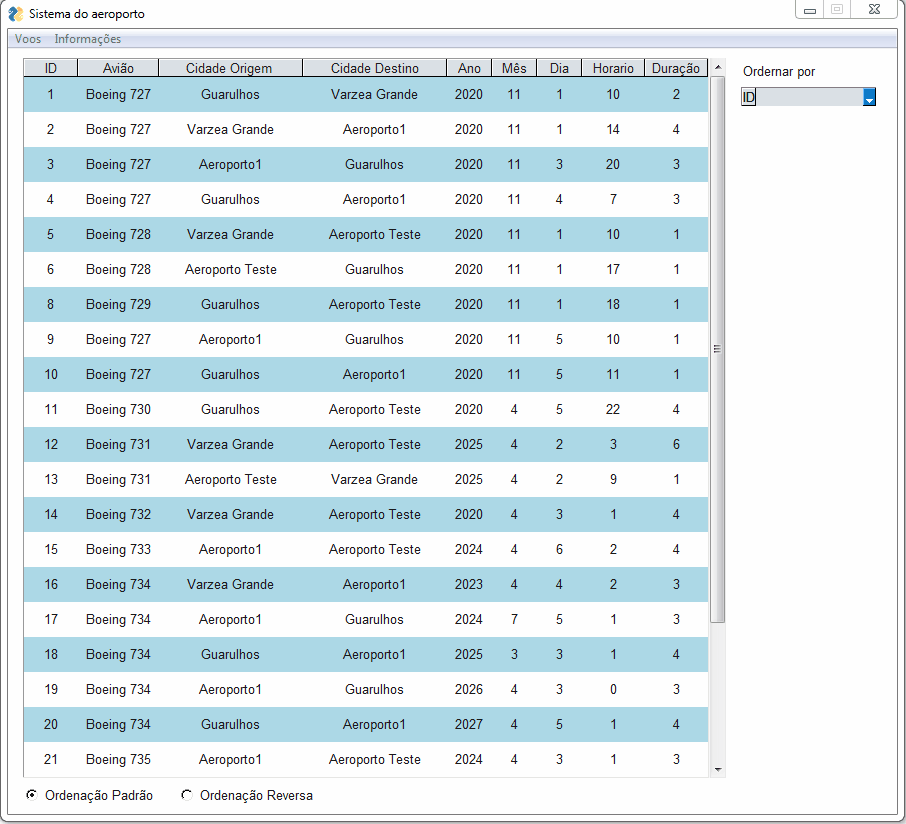 Sistema do aeroporto
Voos Informações
ID Avião Cidade Origem Cidade Destino Ano Mês Dia Horario Duração
Ordernar por
ID
1 Boeing 727 Guarulhos Varzea Grande 2020 11 1 10 2
2 Boeing 727 Varzea Grande Aeroporto1 2020 11 1 14 4
3 Boeing 727 Aeroporto1 Guarulhos 2020 11 3 20 3
4 Boeing 727 Guarulhos Aeroporto1 2020 11 4 7 3
5 Boeing 728 Varzea Grande Aeroporto Teste 2020 11 1 10 1
6 Boeing 728 Aeroporto Teste Guarulhos 2020 11 1 17 1
8 Boeing 729 Guarulhos Aeroporto Teste 2020 11 1 18 1
9 Boeing 727 Aeroporto1 Guarulhos 2020 11 5 10 1
10 Boeing 727 Guarulhos Aeroporto1 2020 11 5 11 1
11 Boeing 730 Guarulhos Aeroporto Teste 2020 4 5 22 4
12 Boeing 731 Varzea Grande Aeroporto Teste 2025 4 2 3 6
13 Boeing 731 Aeroporto Teste Varzea Grande 2025 4 2 9 1
14 Boeing 732 Varzea Grande Aeroporto Teste 2020 4 3 1 4
15 Boeing 733 Aeroporto1 Aeroporto Teste 2024 4 6 2 4
16 Boeing 734 Varzea Grande Aeroporto1 2023 4 4 2 3
17 Boeing 734 Aeroporto1 Guarulhos 2024 7 5 1 3
18 Boeing 734 Guarulhos Aeroporto1 2025 3 3 1 4
19 Boeing 734 Aeroporto1 Guarulhos 2026 4 3 0 3
20 Boeing 734 Guarulhos Aeroporto1 2027 4 5 1 4
21 Boeing 735 Aeroporto1 Aeroporto Teste 2024 4 3 1 3
Ordenação Padrão Ordenação Reversa